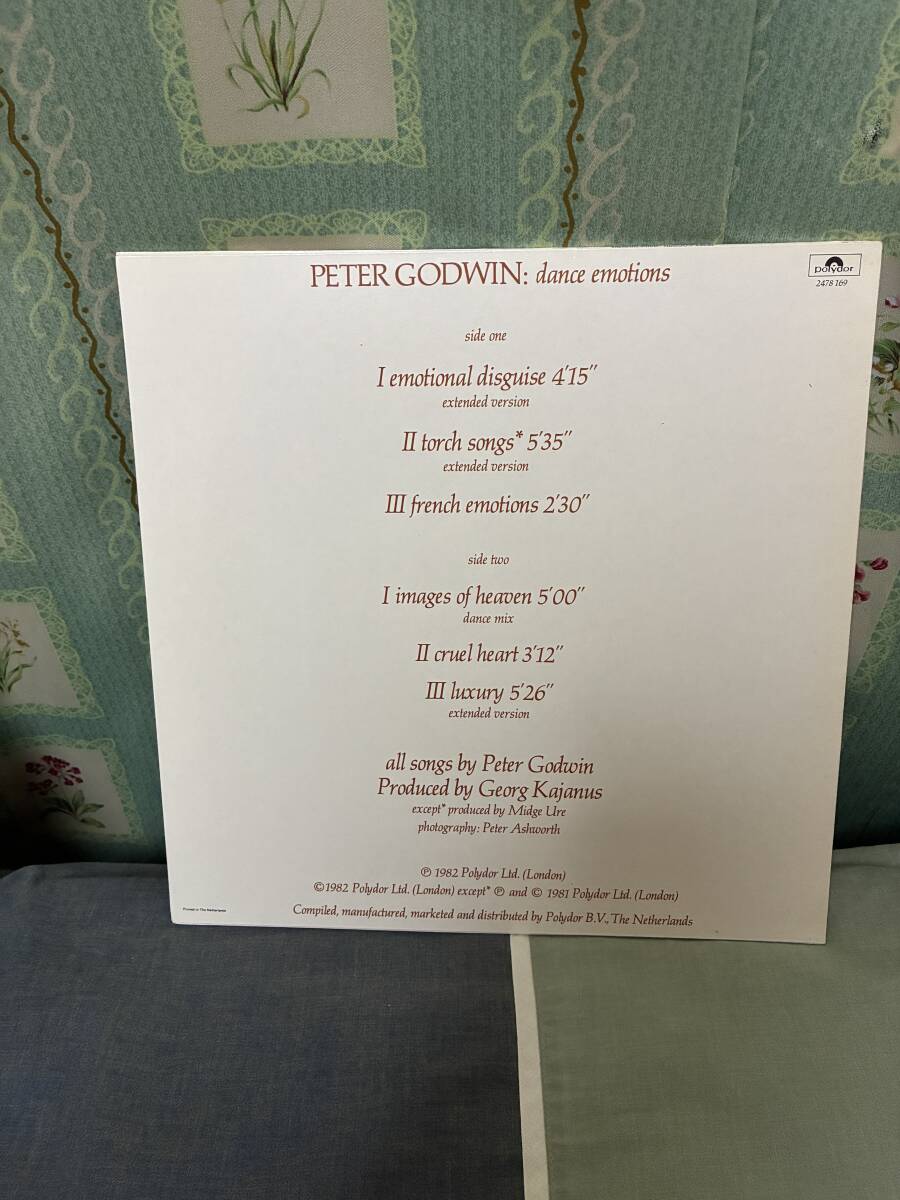 PETER GODWIN: dance emotions
polydor
2478 169
side one
I emotional disguise 4'15"
extended version
II torch songs* 5'35"
extended version
III french emotions 2'30"
side two
I images of heaven 5'00"
dance mix
II cruel heart 3'12"
III luxury 5'26"
extended version
all songs by Peter Godwin
Produced by Georg Kajanus
except* produced by Midge Ure
photography: Peter Ashworth
℗ 1982 Polydor Ltd. (London)
©1982 Polydor Ltd. (London) except* ℗ and © 1981 Polydor Ltd. (London)
Printed in The Netherlands
Compiled, manufactured, marketed and distributed by Polydor B.V., The Netherlands